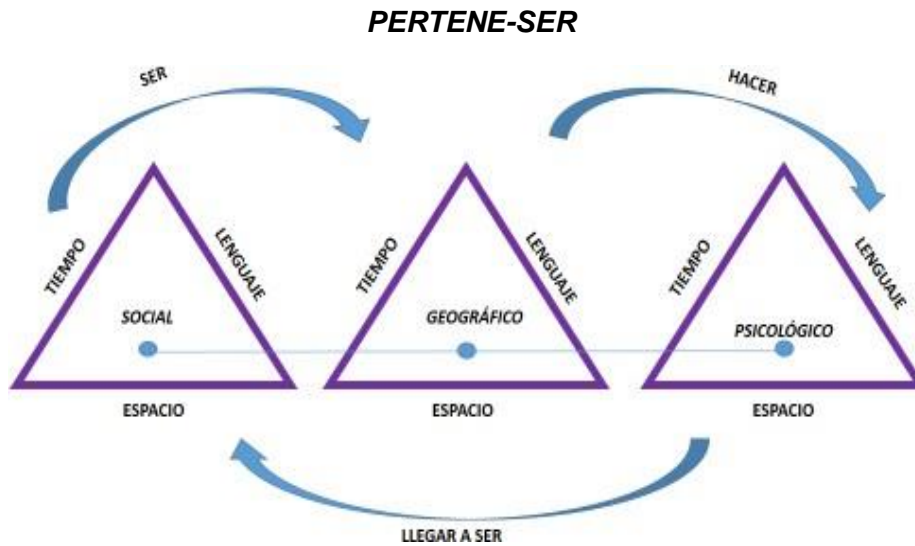 PERTENE-SER
SER
HACER
TIEMPO
LENGUAJE
TIEMPO
LENGUAJE
TIEMPO
LENGUAJE
SOCIAL
GEOGRÁFICO
PSICOLÓGICO
ESPACIO
ESPACIO
ESPACIO
LLEGAR A SER